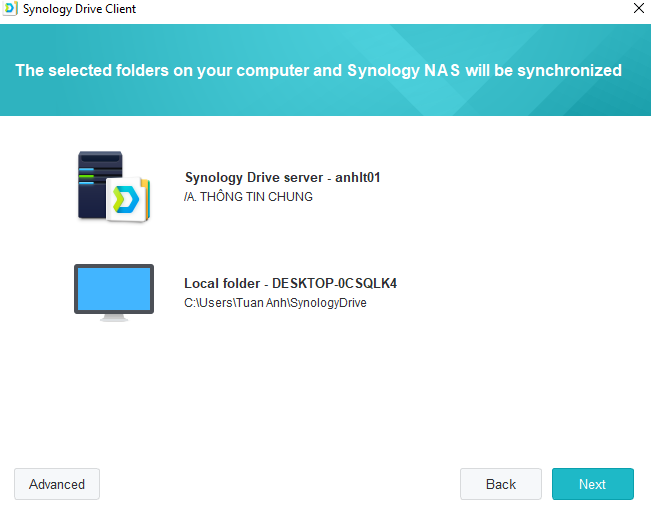 Synology Drive Client
The selected folders on your computer and Synology NAS will be synchronized
Synology Drive server - anhlt01
/A. THÔNG TIN CHUNG
Local folder - DESKTOP-0CSQLK4
C:\Users\Tuan Anh\SynologyDrive
Advanced
Back
Next